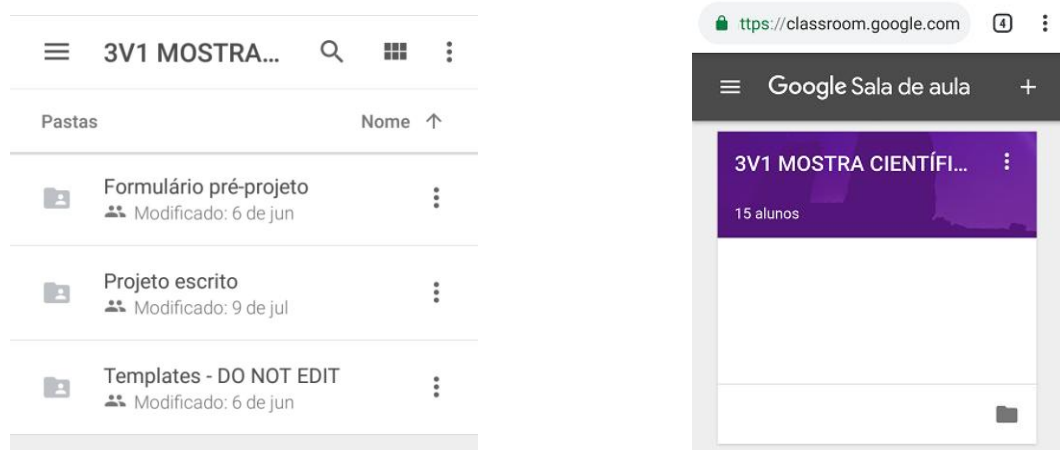 3V1 MOSTRA...
Pastas
Nome
Formulário pré-projeto
Modificado: 6 de jun
Projeto escrito
Modificado: 9 de jul
Templates - DO NOT EDIT
Modificado: 6 de jun
ttps://classroom.google.com
4
Google Sala de aula
3V1 MOSTRA CIENTÍFI...
15 alunos